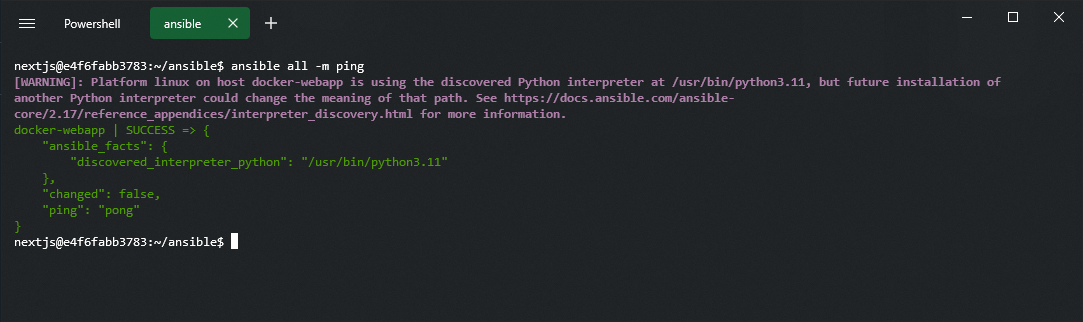 Powershell
ansible
nextjs@e4f6fabb3783:~/ansible$ ansible all -m ping
[WARNING]: Platform linux on host docker-webapp is using the discovered Python interpreter at /usr/bin/python3.11, but future installation of
another Python interpreter could change the meaning of that path. See https://docs.ansible.com/ansible-
core/2.17/reference_appendices/interpreter_discovery.html for more information.
docker-webapp | SUCCESS => {
    "ansible_facts": {
        "discovered_interpreter_python": "/usr/bin/python3.11"
    },
    "changed": false,
    "ping": "pong"
}
nextjs@e4f6fabb3783:~/ansible$